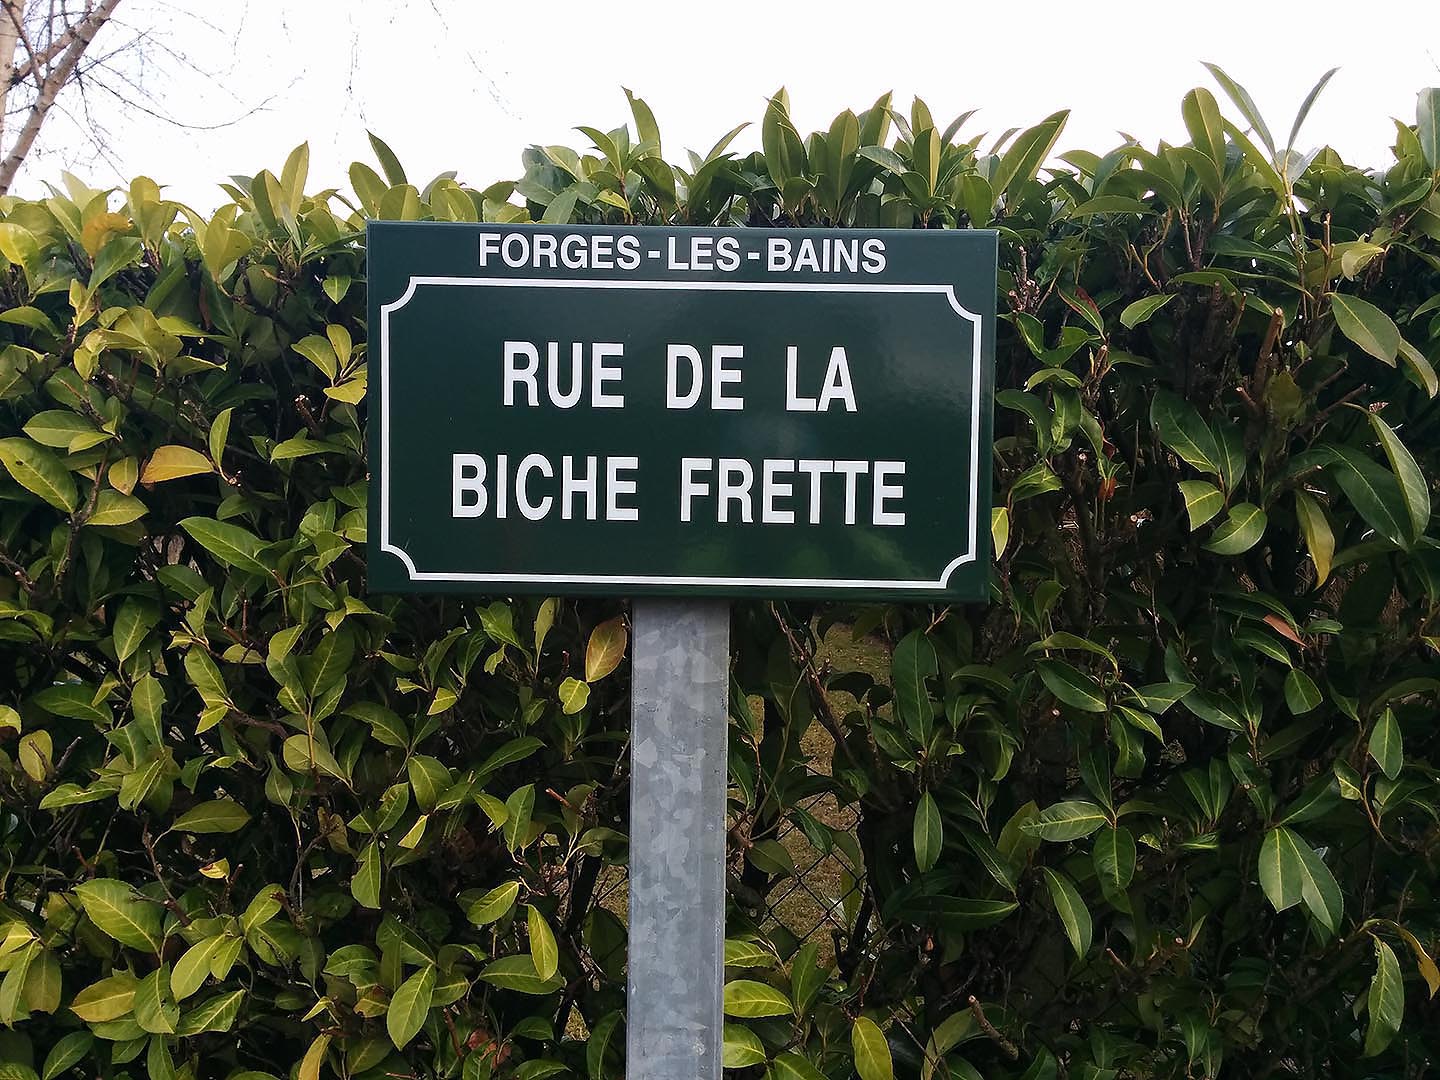 FORGES-LES-BAINS
RUE DE LA
BICHE FRETTE